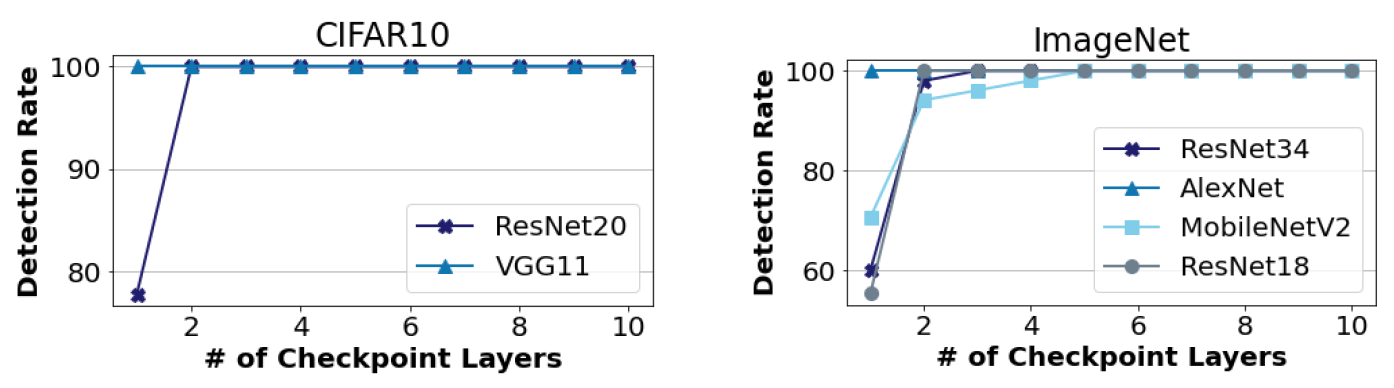 CIFAR10
Detection Rate
100
90
80
ResNet20
VGG11
2 4 6 8 10
# of Checkpoint Layers
ImageNet
Detection Rate
100
80
60
ResNet34
AlexNet
MobileNetV2
ResNet18
2 4 6 8 10
# of Checkpoint Layers